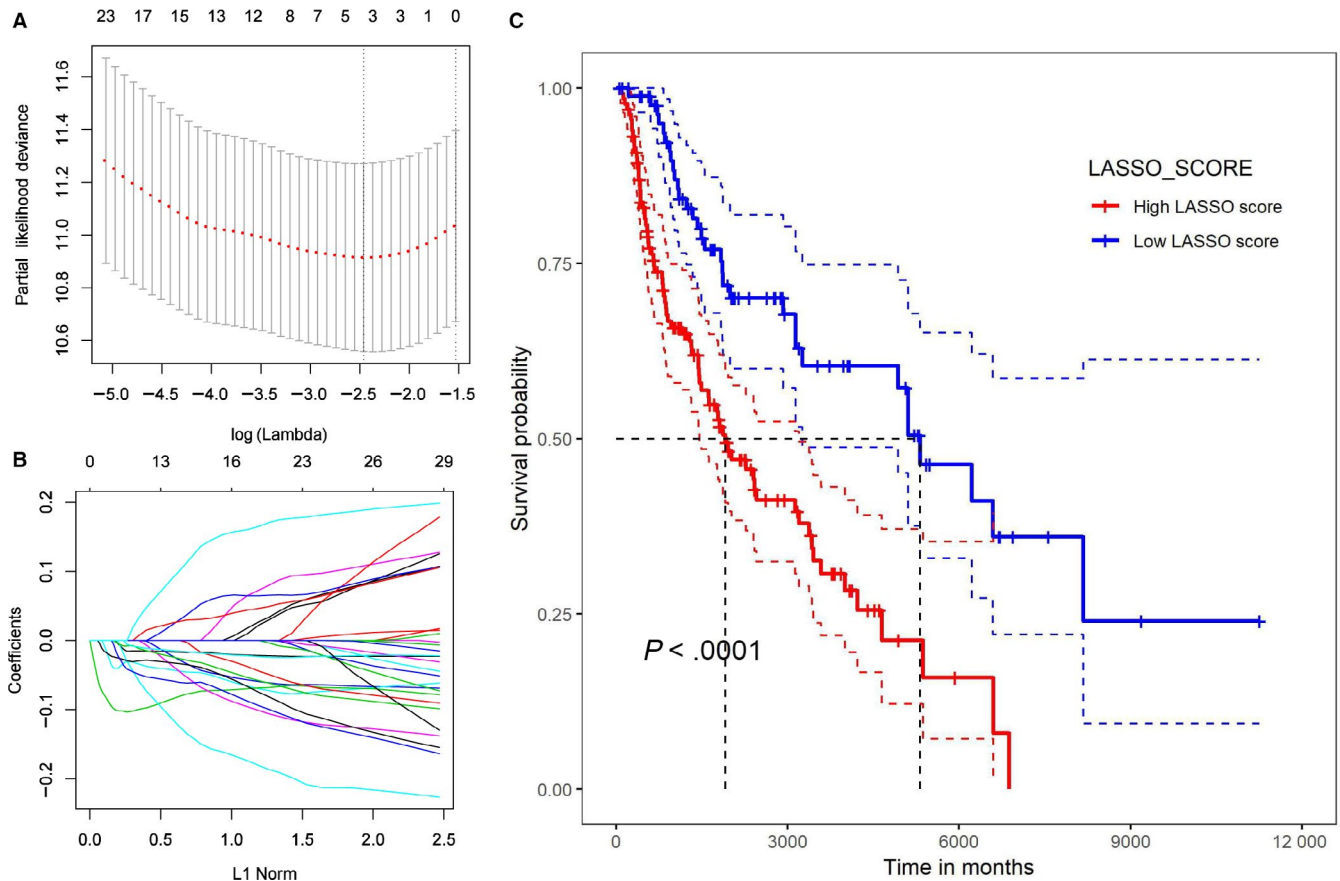 A
23 17 15 13 12 8 7 5 3 3 1 0
Partial likelihood deviance
11.6
11.4
11.2
11.0
10.8
10.6
−5.0 −4.5 −4.0 −3.5 −3.0 −2.5 −2.0 −1.5
log (Lambda)
B
0 13 16 23 26 29
Coefficients
0.2
0.1
0.0
−0.1
−0.2
0.0 0.5 1.0 1.5 2.0 2.5
L1 Norm
C
Survival probability
1.00
0.75
0.50
0.25
0.00
LASSO_SCORE
High LASSO score
Low LASSO score
P < .0001
0 3000 6000 9000 12 000
Time in months